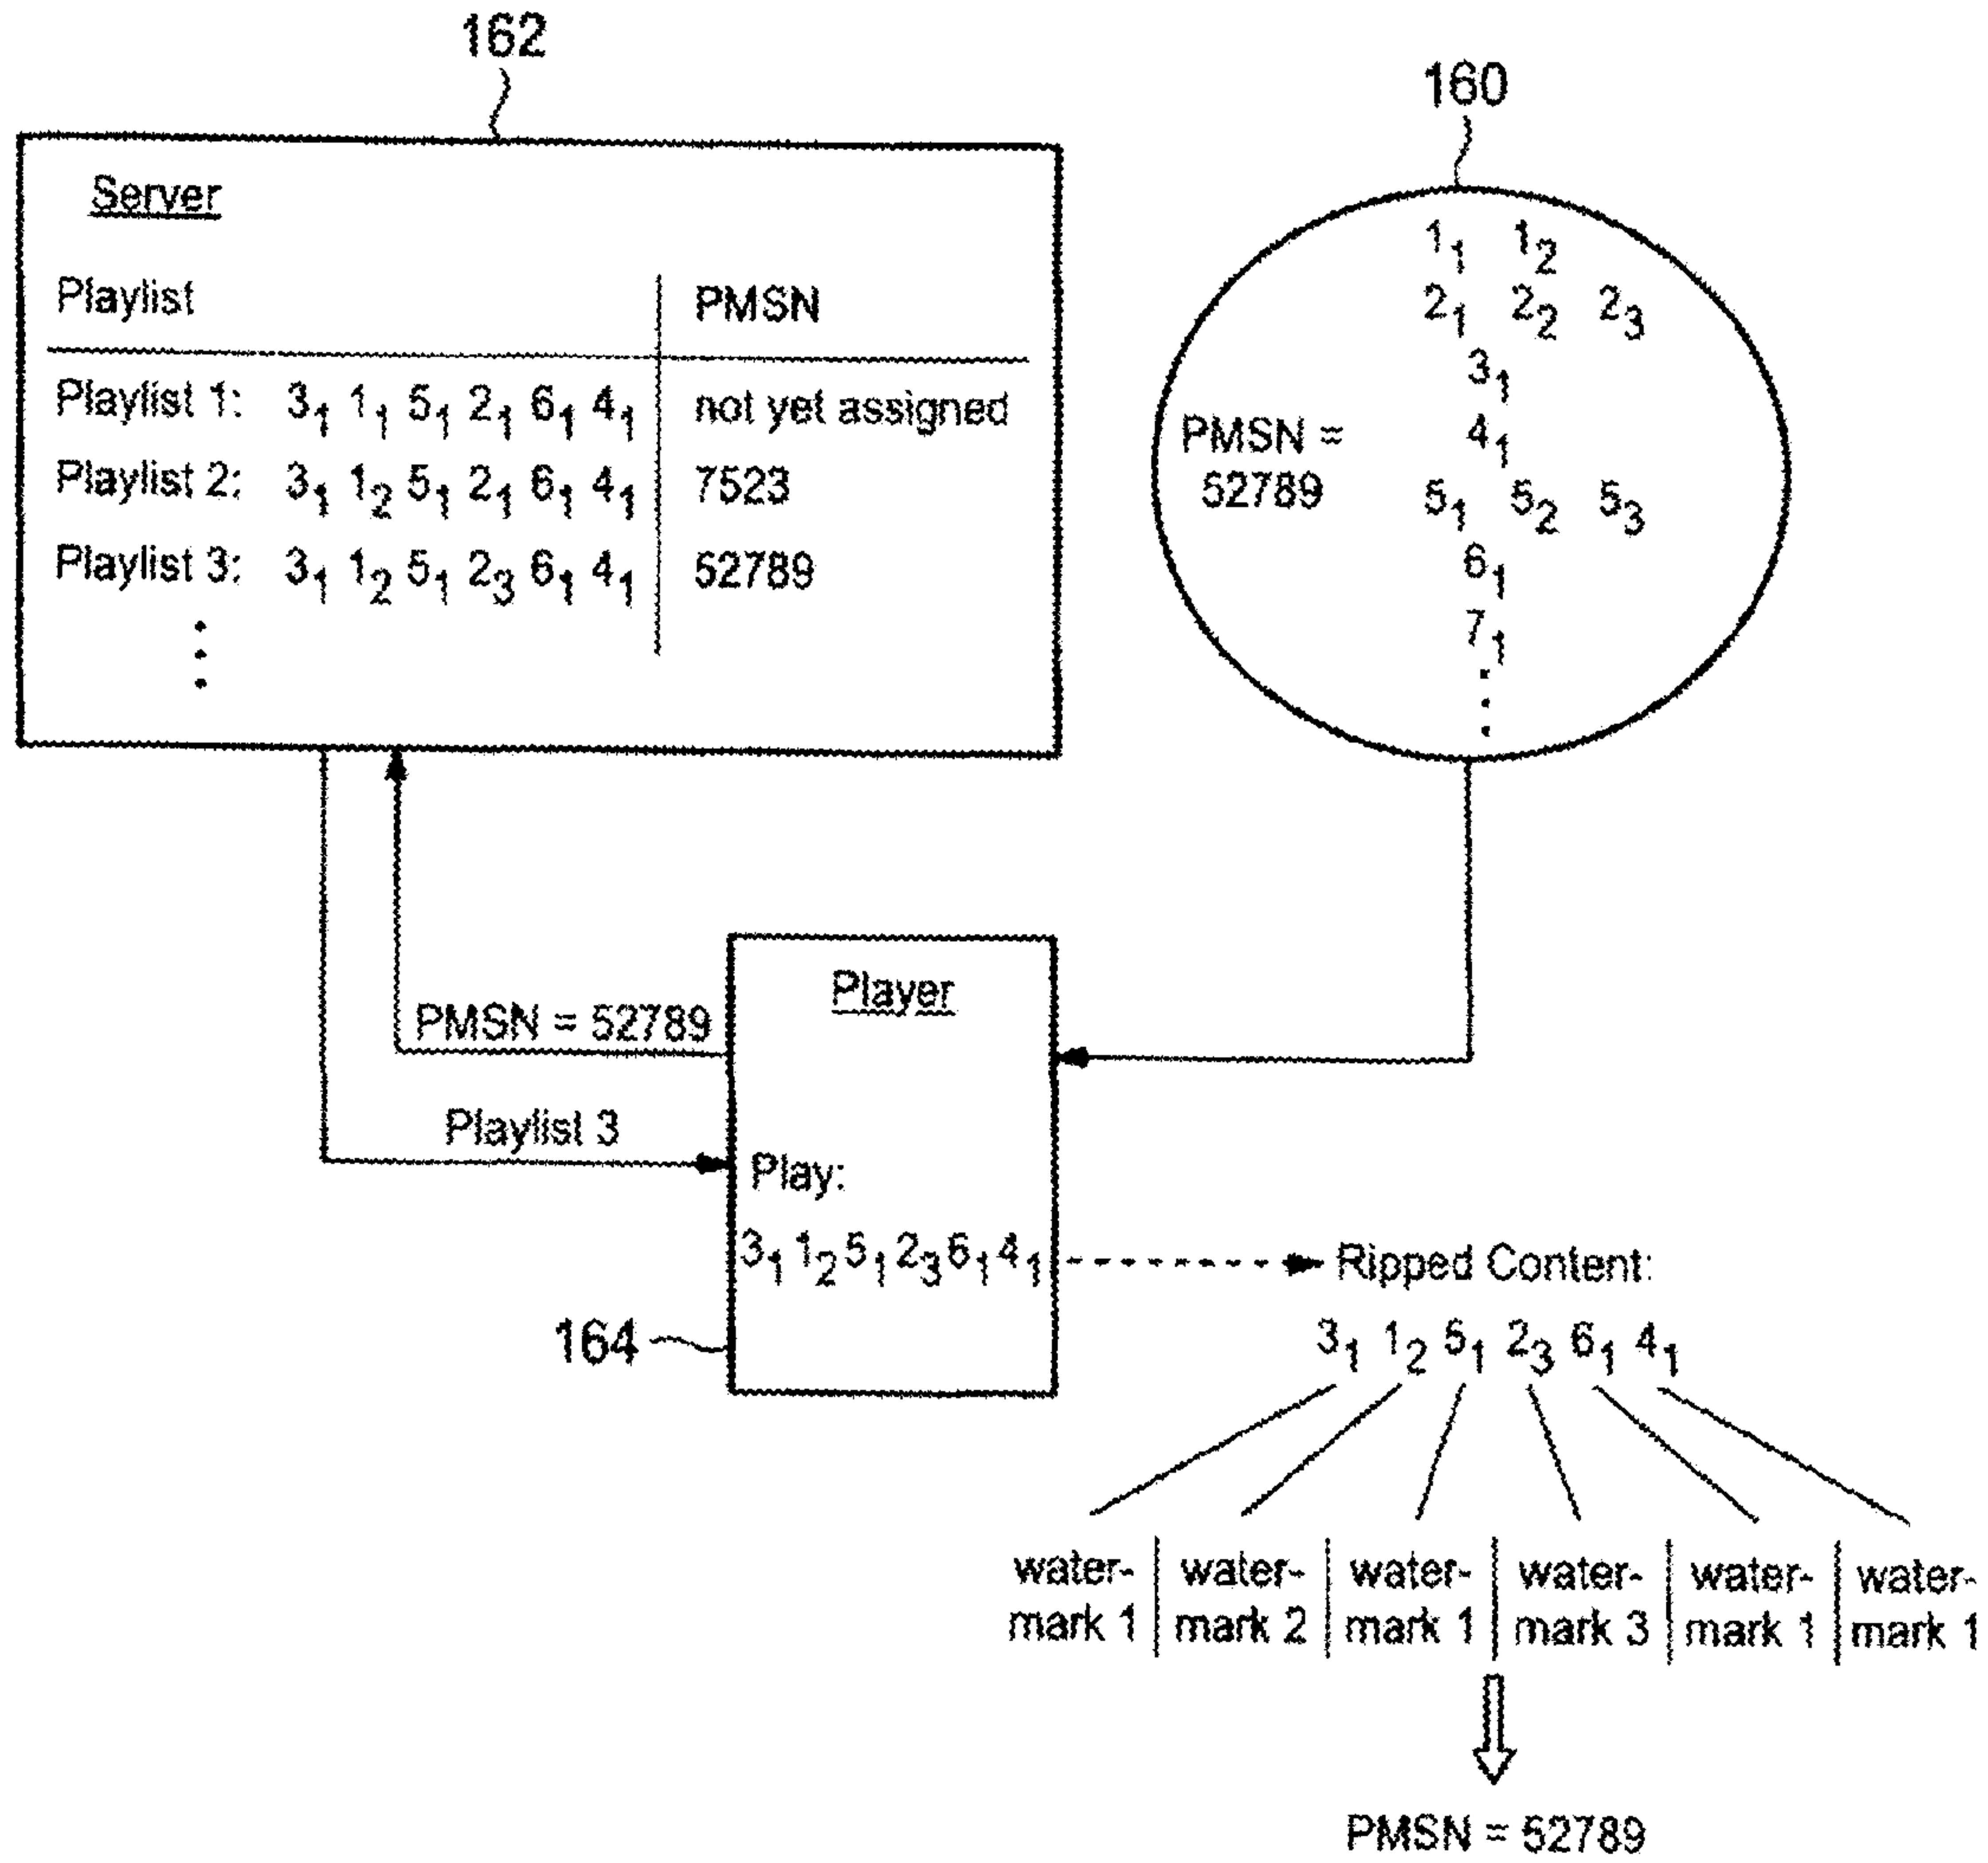 162
160
Server
Playlist PMSN
Playlist 1: 3₁ 1₁ 5₁ 2₁ 6₁ 4₁ not yet assigned
Playlist 2: 3₁ 1₂ 5₁ 2₁ 6₁ 4₁ 7523
Playlist 3: 3₁ 1₂ 5₁ 2₃ 6₁ 4₁ 52789
1₁ 1₂
2₁ 2₂ 2₃
3₁
4₁
PMSN =
52789
5₁ 5₂ 5₃
6₁
7₁
Player
PMSN = 52789
Playlist 3
Play:
3₁ 1₂ 5₁ 2₃ 6₁ 4₁
164
Ripped Content:
3₁ 1₂ 5₁ 2₃ 6₁ 4₁
water- water- water- water- water- water-
mark 1 mark 2 mark 1 mark 3 mark 1 mark 1
PMSN = 52789